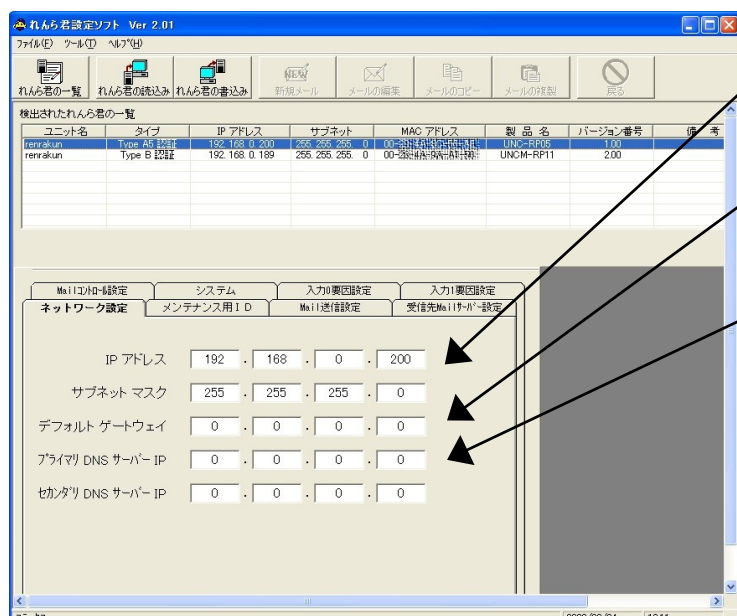 れんら君設定ソフト Ver 2.01
ファイル(F) ツール(T) ヘルプ(H)
れんら君の一覧 れんら君の読込み れんら君の書込み 新規メール メールの編集 メールのコピー メールの複製 戻る
検出されたれんら君の一覧
ユニット名 タイプ IP アドレス サブネット MAC アドレス 製 品 名 バージョン番号 備 考
renrakun Type A5 認証 192. 168. 0. 200 255. 255. 255. 0 UNC-RP05 1.00
renrakun Type B 認証 192. 168. 0. 189 255. 255. 255. 0 UNCM-RP11 2.00
Mailコントロール設定 システム 入力0要因設定 入力1要因設定
ネットワーク設定 メンテナンス用ID Mail送信設定 受信先Mailサーバー設定
IP アドレス 192 . 168 . 0 . 200
サブネット マスク 255 . 255 . 255 . 0
デフォルト ゲートウェイ 0 . 0 . 0 . 0
プライマリ DNS サーバー IP 0 . 0 . 0 . 0
セカンダリ DNS サーバー IP 0 . 0 . 0 . 0